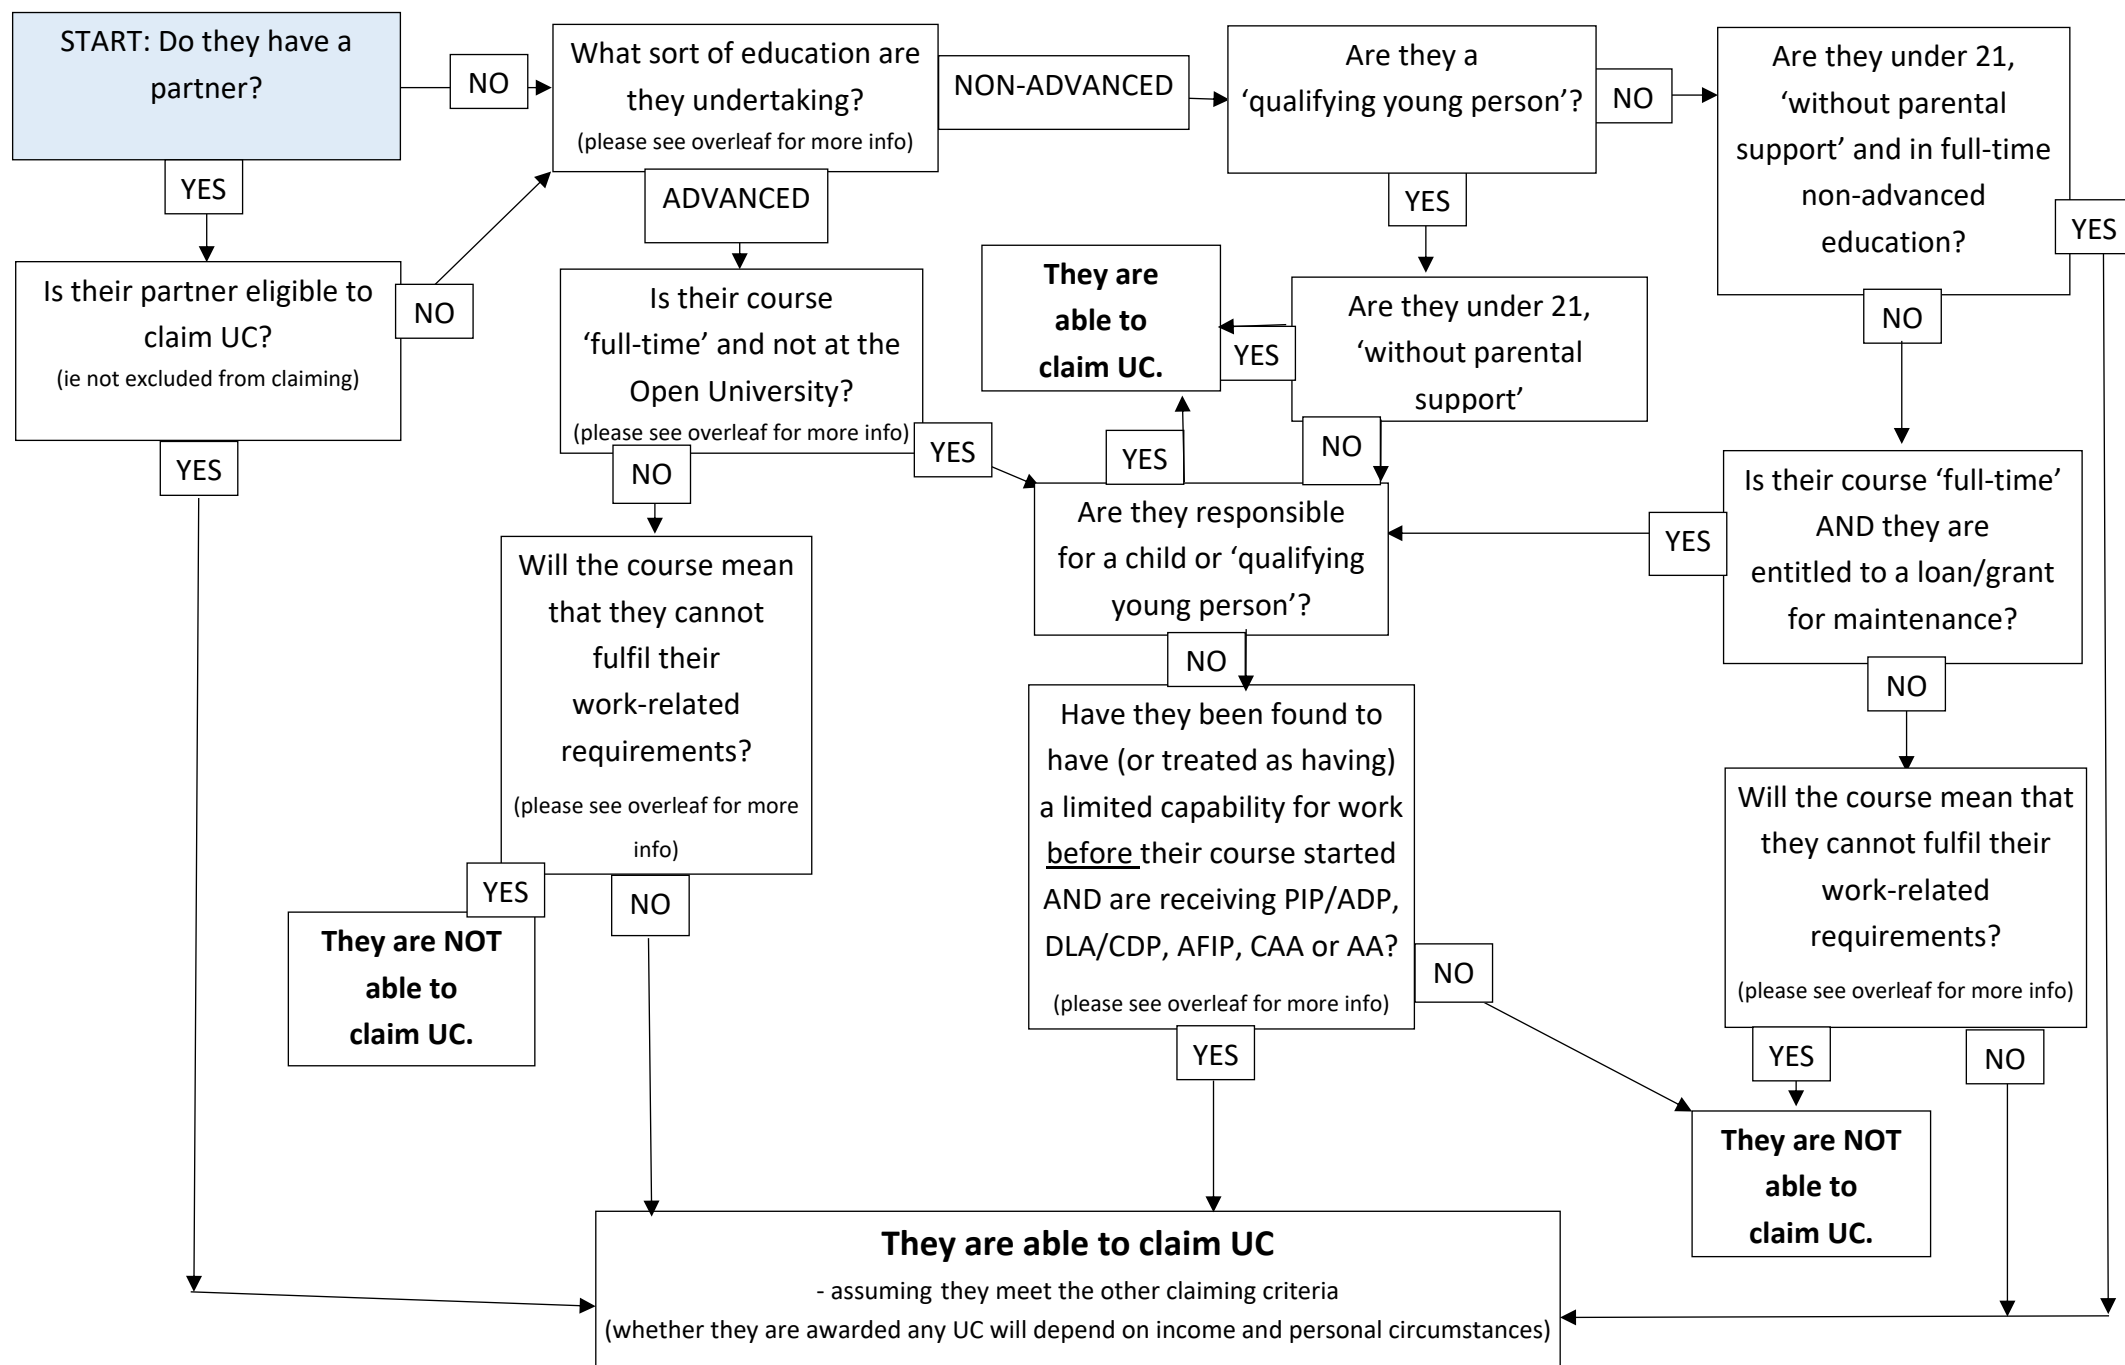 START: Do they have a
partner?
NO
YES
Is their partner eligible to
claim UC?
(ie not excluded from claiming)
NO
YES
What sort of education are
they undertaking?
(please see overleaf for more info)
NON-ADVANCED
ADVANCED
Is their course
‘full-time’ and not at the
Open University?
(please see overleaf for more info)
YES
NO
Will the course mean
that they cannot
fulfil their
work-related
requirements?
(please see overleaf for more
info)
YES
NO
They are NOT
able to
claim UC.
Are they a
‘qualifying young person’?
NO
YES
Are they under 21,
‘without parental
support’
YES
NO
They are
able to
claim UC.
YES
Are they responsible
for a child or ‘qualifying
young person’?
NO
Have they been found to
have (or treated as having)
a limited capability for work
before their course started
AND are receiving PIP/ADP,
DLA/CDP, AFIP, CAA or AA?
(please see overleaf for more info)
NO
YES
Are they under 21,
‘without parental
support’ and in full-time
non-advanced
education?
YES
NO
Is their course ‘full-time’
AND they are
entitled to a loan/grant
for maintenance?
YES
NO
Will the course mean that
they cannot fulfil their
work-related
requirements?
(please see overleaf for more info)
YES
NO
They are NOT
able to
claim UC.
They are able to claim UC
- assuming they meet the other claiming criteria
(whether they are awarded any UC will depend on income and personal circumstances)